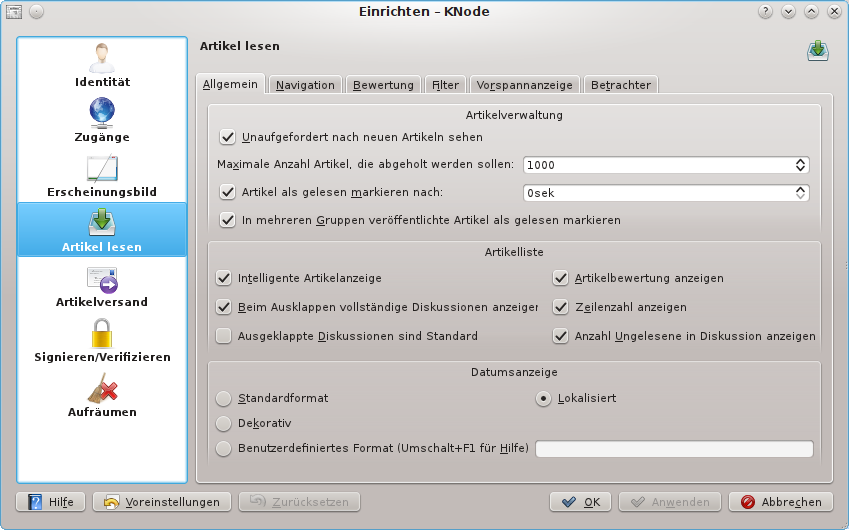 Einrichten – KNode
Identität
Zugänge
Erscheinungsbild
Artikel lesen
Artikelversand
Signieren/Verifizieren
Aufräumen
Artikel lesen
Allgemein Navigation Bewertung Filter Vorspannanzeige Betrachter
Artikelverwaltung
Unaufgefordert nach neuen Artikeln sehen
Maximale Anzahl Artikel, die abgeholt werden sollen: 1000
Artikel als gelesen markieren nach: 0sek
In mehreren Gruppen veröffentlichte Artikel als gelesen markieren
Artikelliste
Intelligente Artikelanzeige Artikelbewertung anzeigen
Beim Ausklappen vollständige Diskussionen anzeigen Zeilenzahl anzeigen
Ausgeklappte Diskussionen sind Standard Anzahl Ungelesene in Diskussion anzeigen
Datumsanzeige
Standardformat Lokalisiert
Dekorativ
Benutzerdefiniertes Format (Umschalt+F1 für Hilfe)
Hilfe Voreinstellungen Zurücksetzen OK Anwenden Abbrechen